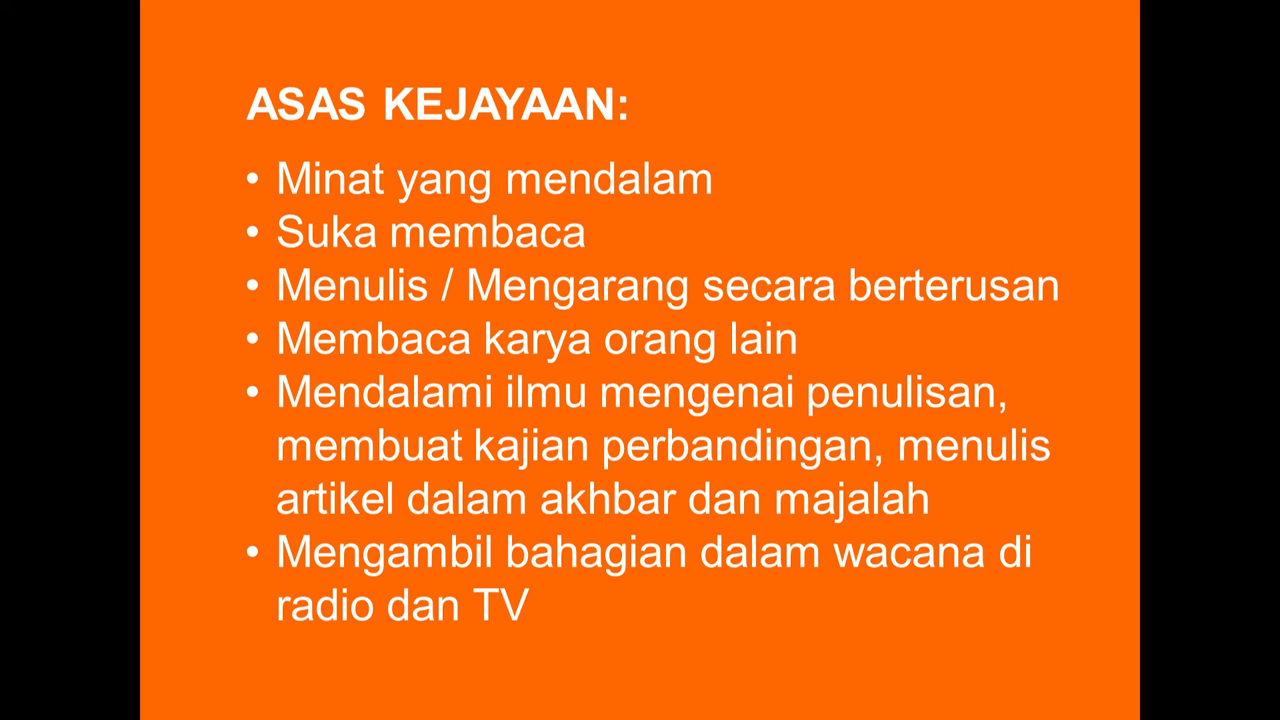 ASAS KEJAYAAN:
• Minat yang mendalam
• Suka membaca
• Menulis / Mengarang secara berterusan
• Membaca karya orang lain
• Mendalami ilmu mengenai penulisan,
membuat kajian perbandingan, menulis
artikel dalam akhbar dan majalah
• Mengambil bahagian dalam wacana di
radio dan TV